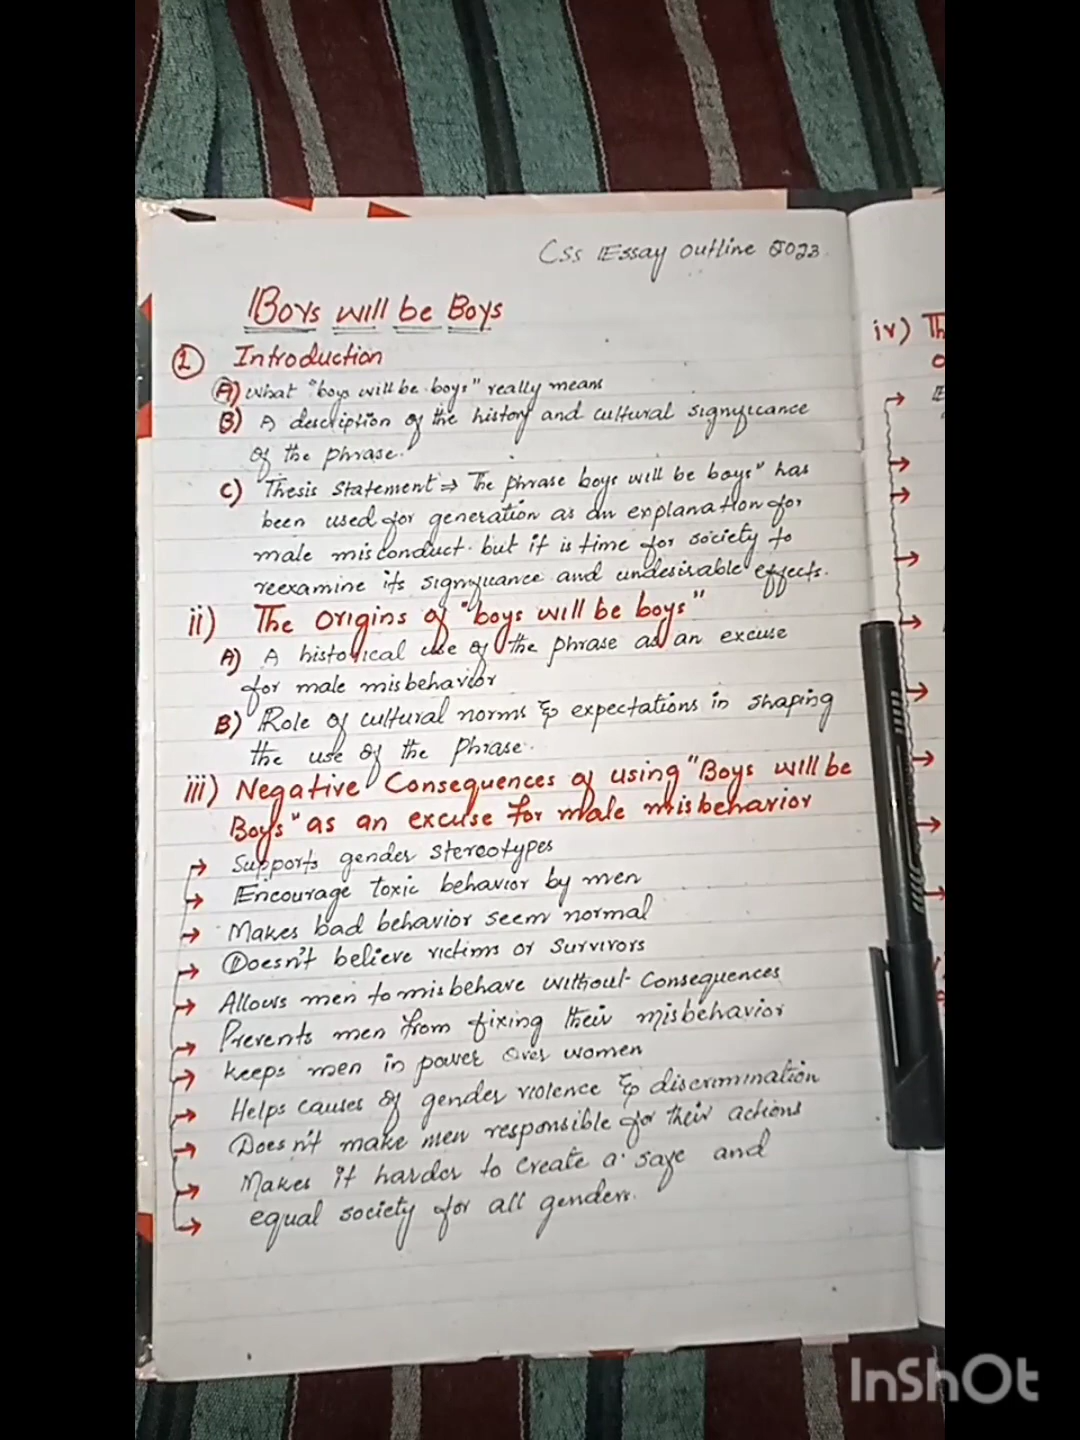 Css Essay outline 2023.
Boys will be Boys
1 Introduction
A) What "boys will be boys" really means
B) A description of the history and cultural significance
of the phrase.
C) Thesis Statement ⇒ The phrase boys will be boys" has
been used for generation as an explanation for
male misconduct. but it is time for society to
reexamine its significance and undesirable effects.
ii) The origins of "boys will be boys"
A) A historical use of the phrase as an excuse
for male misbehavior
B) Role of cultural norms & expectations in shaping
the use of the phrase.
iii) Negative Consequences of using "Boys will be
Boys" as an excuse for male misbehavior
→ Supports gender stereotypes
→ Encourage toxic behavior by men
→ Makes bad behavior seem normal
→ Doesn't believe victims or survivors
→ Allows men to misbehave without consequences
→ Prevents men from fixing their misbehavior
→ keeps men in power over women
→ Helps causes of gender violence & discrimination
→ Doesn't make men responsible for their actions
→ Makes it harder to create a safe and
→ equal society for all genders.
iv) Th
InShOt